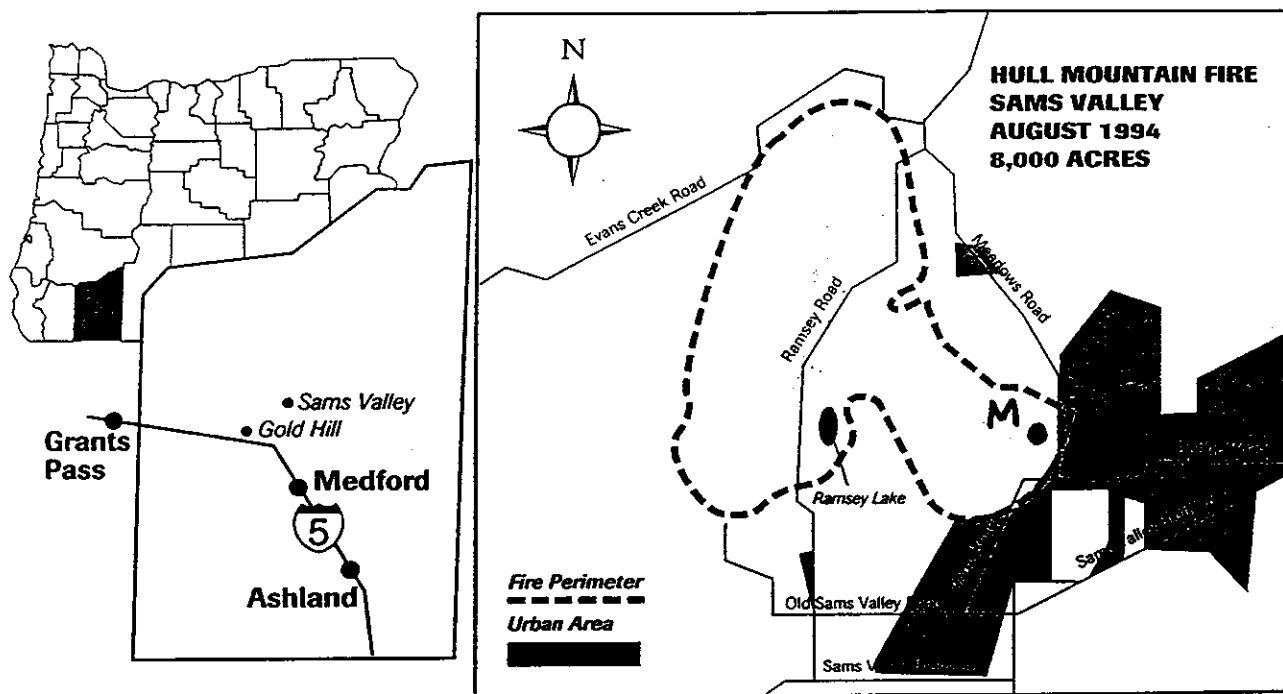 Sams Valley
Gold Hill
Grants
Pass
Medford
5
Ashland
N
HULL MOUNTAIN FIRE
SAMS VALLEY
AUGUST 1994
8,000 ACRES
Evans Creek Road
Meadows Road
Ramsey Road
M
Ramsey Lake
Fire Perimeter
Urban Area
Old Sams Valley
Sams